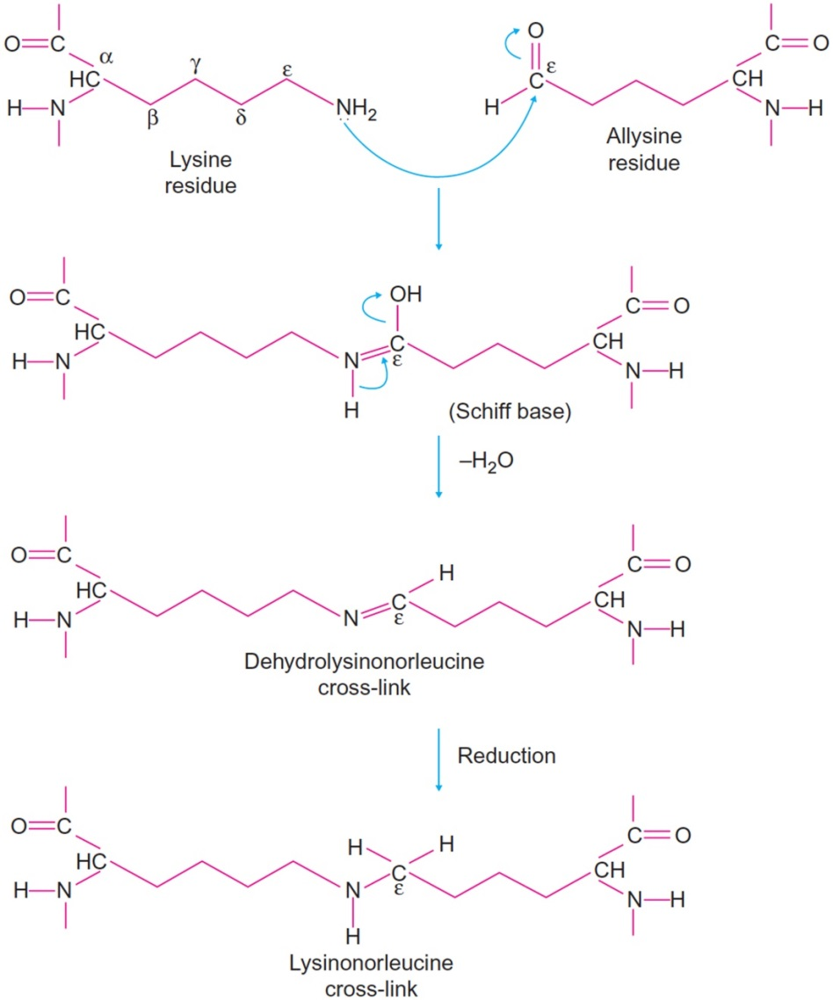 O C
α
HC
β
γ
δ
ε
NH2
H N
Lysine
residue
O
ε
C
H
C O
CH
N H
Allysine
residue
O C
HC
H N
OH
N C
ε
H
C O
CH
N H
(Schiff base)
–H2O
O C
HC
H N
H
N C
ε
C O
CH
N H
Dehydrolysinonorleucine
cross-link
Reduction
O C
HC
H N
H H
N C
ε
H
C O
CH
N H
Lysinonorleucine
cross-link